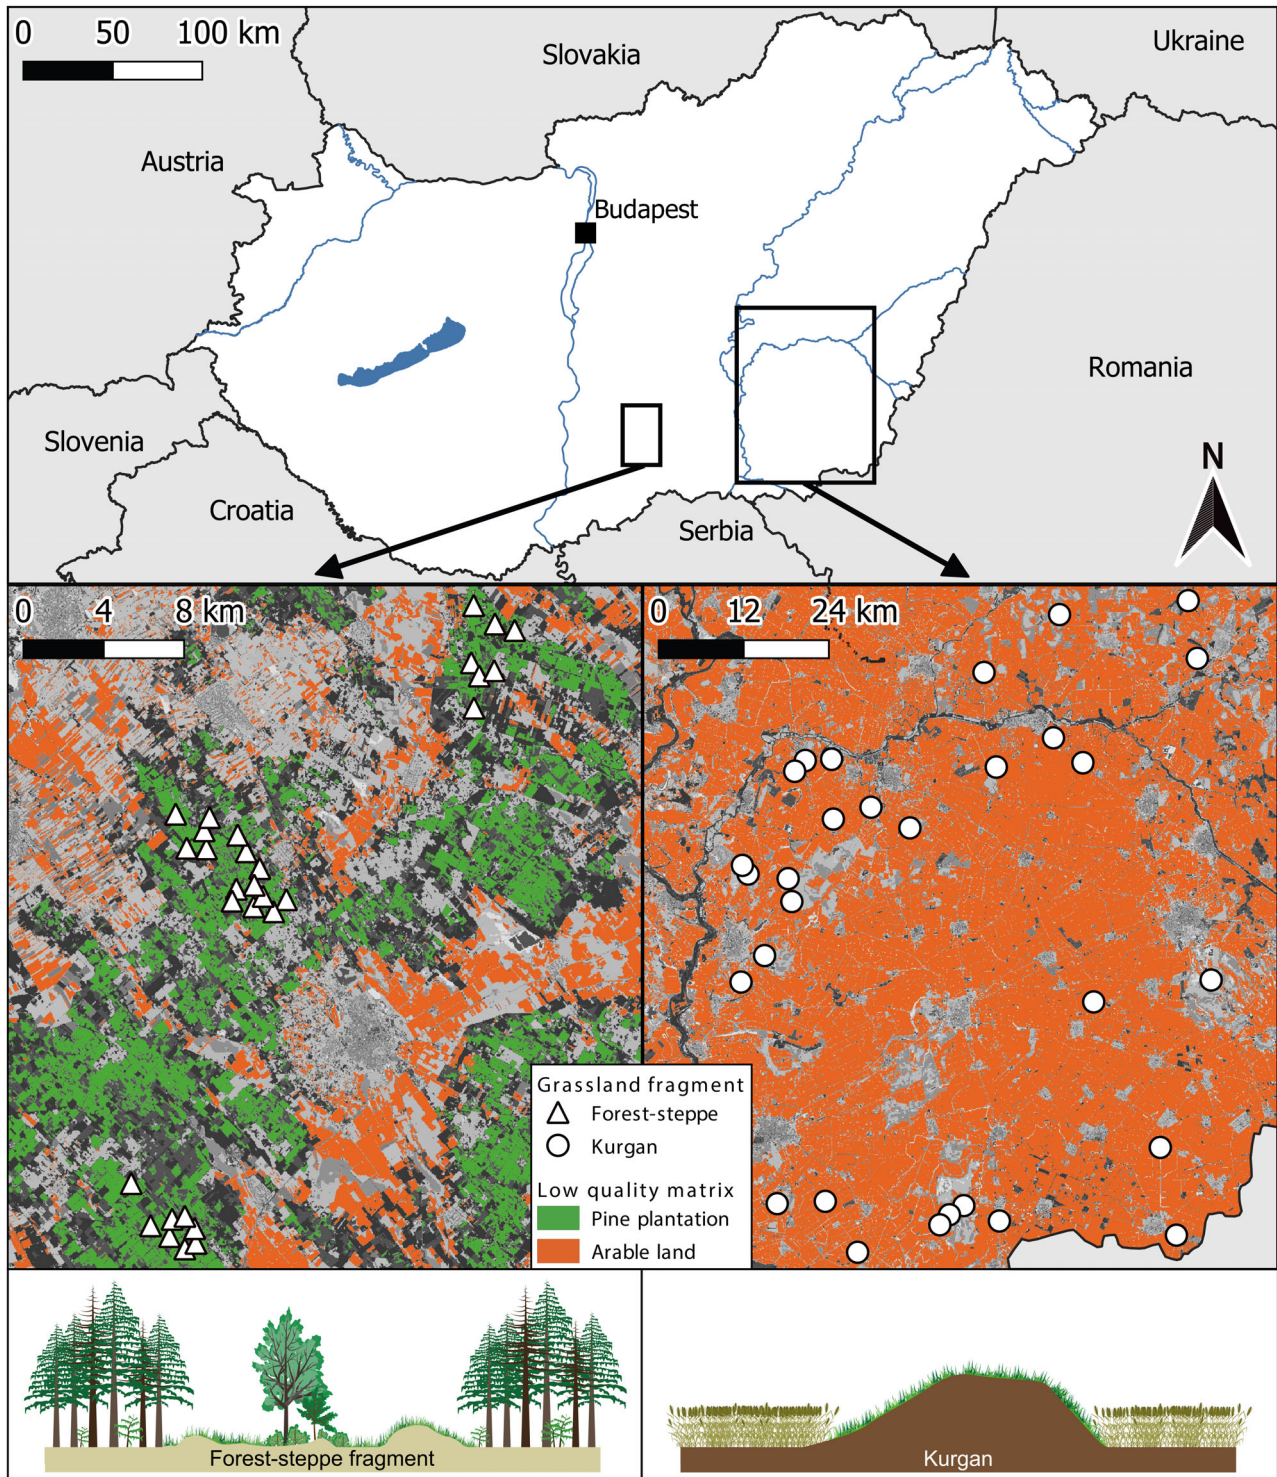 0 50 100 km
Slovakia
Ukraine
Austria
Budapest
Romania
Slovenia
Croatia
Serbia
N
0 4 8 km
0 12 24 km
Grassland fragment
Forest-steppe
Kurgan
Low quality matrix
Pine plantation
Arable land
Forest-steppe fragment
Kurgan